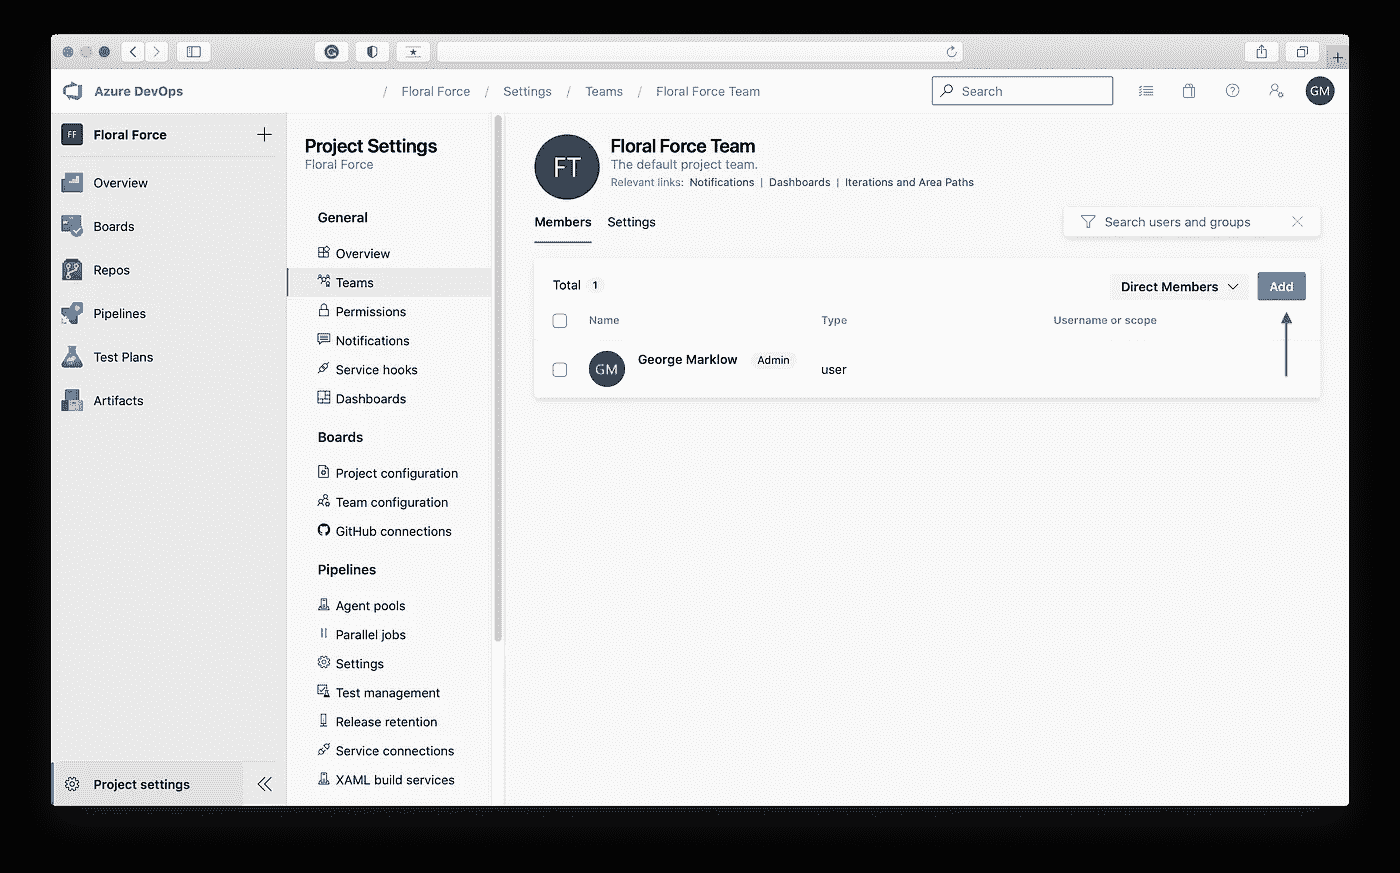 Azure DevOps
/ Floral Force / Settings / Teams / Floral Force Team
Search
GM
FF Floral Force
Overview
Boards
Repos
Pipelines
Test Plans
Artifacts
Project settings
Project Settings
Floral Force
General
Overview
Teams
Permissions
Notifications
Service hooks
Dashboards
Boards
Project configuration
Team configuration
GitHub connections
Pipelines
Agent pools
Parallel jobs
Settings
Test management
Release retention
Service connections
XAML build services
FT
Floral Force Team
The default project team.
Relevant links: Notifications | Dashboards | Iterations and Area Paths
Members Settings
Search users and groups
Total 1
Direct Members
Add
Name Type Username or scope
GM George Marklow Admin user